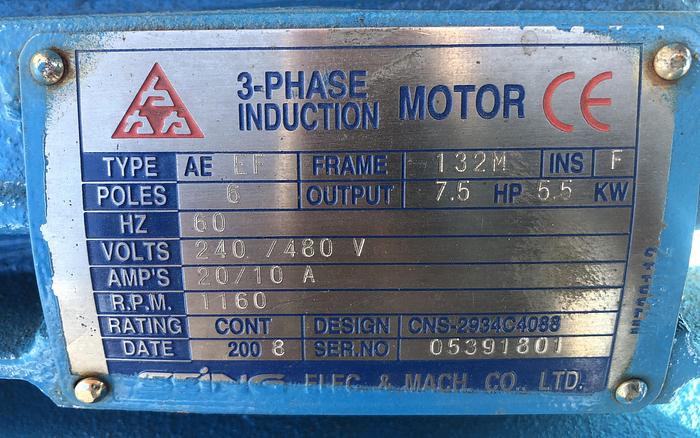 3-PHASE INDUCTION MOTOR CE
TYPE AE EF FRAME 132M INS F
POLES 6 OUTPUT 7.5 HP 5.5 KW
HZ 60
VOLTS 240 / 480 V
AMP'S 20/10 A
R.P.M. 1160
RATING CONT DESIGN CNS-2934C4088
DATE 2008 SER.NO 05391801
ELEC. & MACH. CO., LTD.